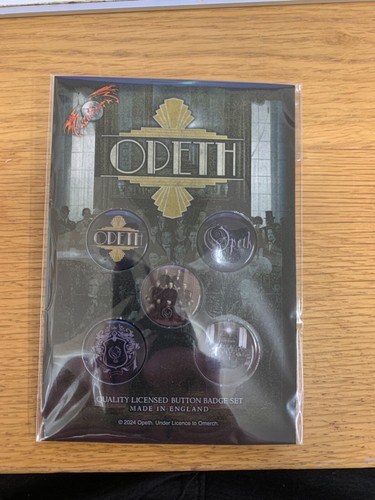 OPETH
OPETH
Opeth
QUALITY LICENSED BUTTON BADGE SET
MADE IN ENGLAND
© 2024 Opeth. Under Licence to Omerch.